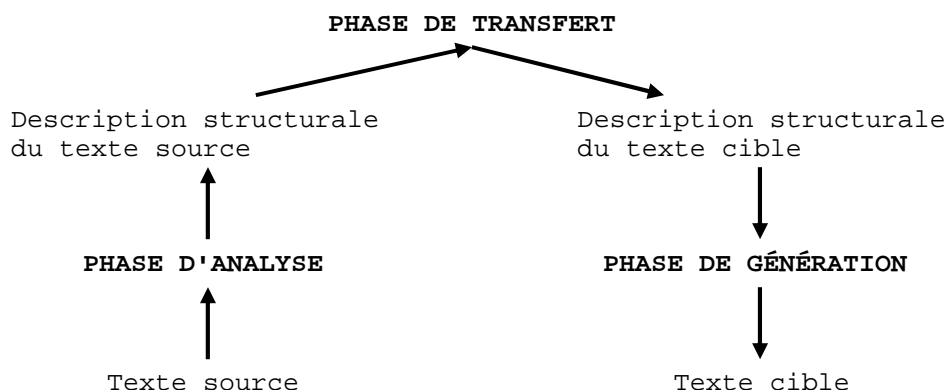 PHASE DE TRANSFERT
Description structurale
du texte source
Description structurale
du texte cible
PHASE D'ANALYSE
PHASE DE GÉNÉRATION
Texte source
Texte cible